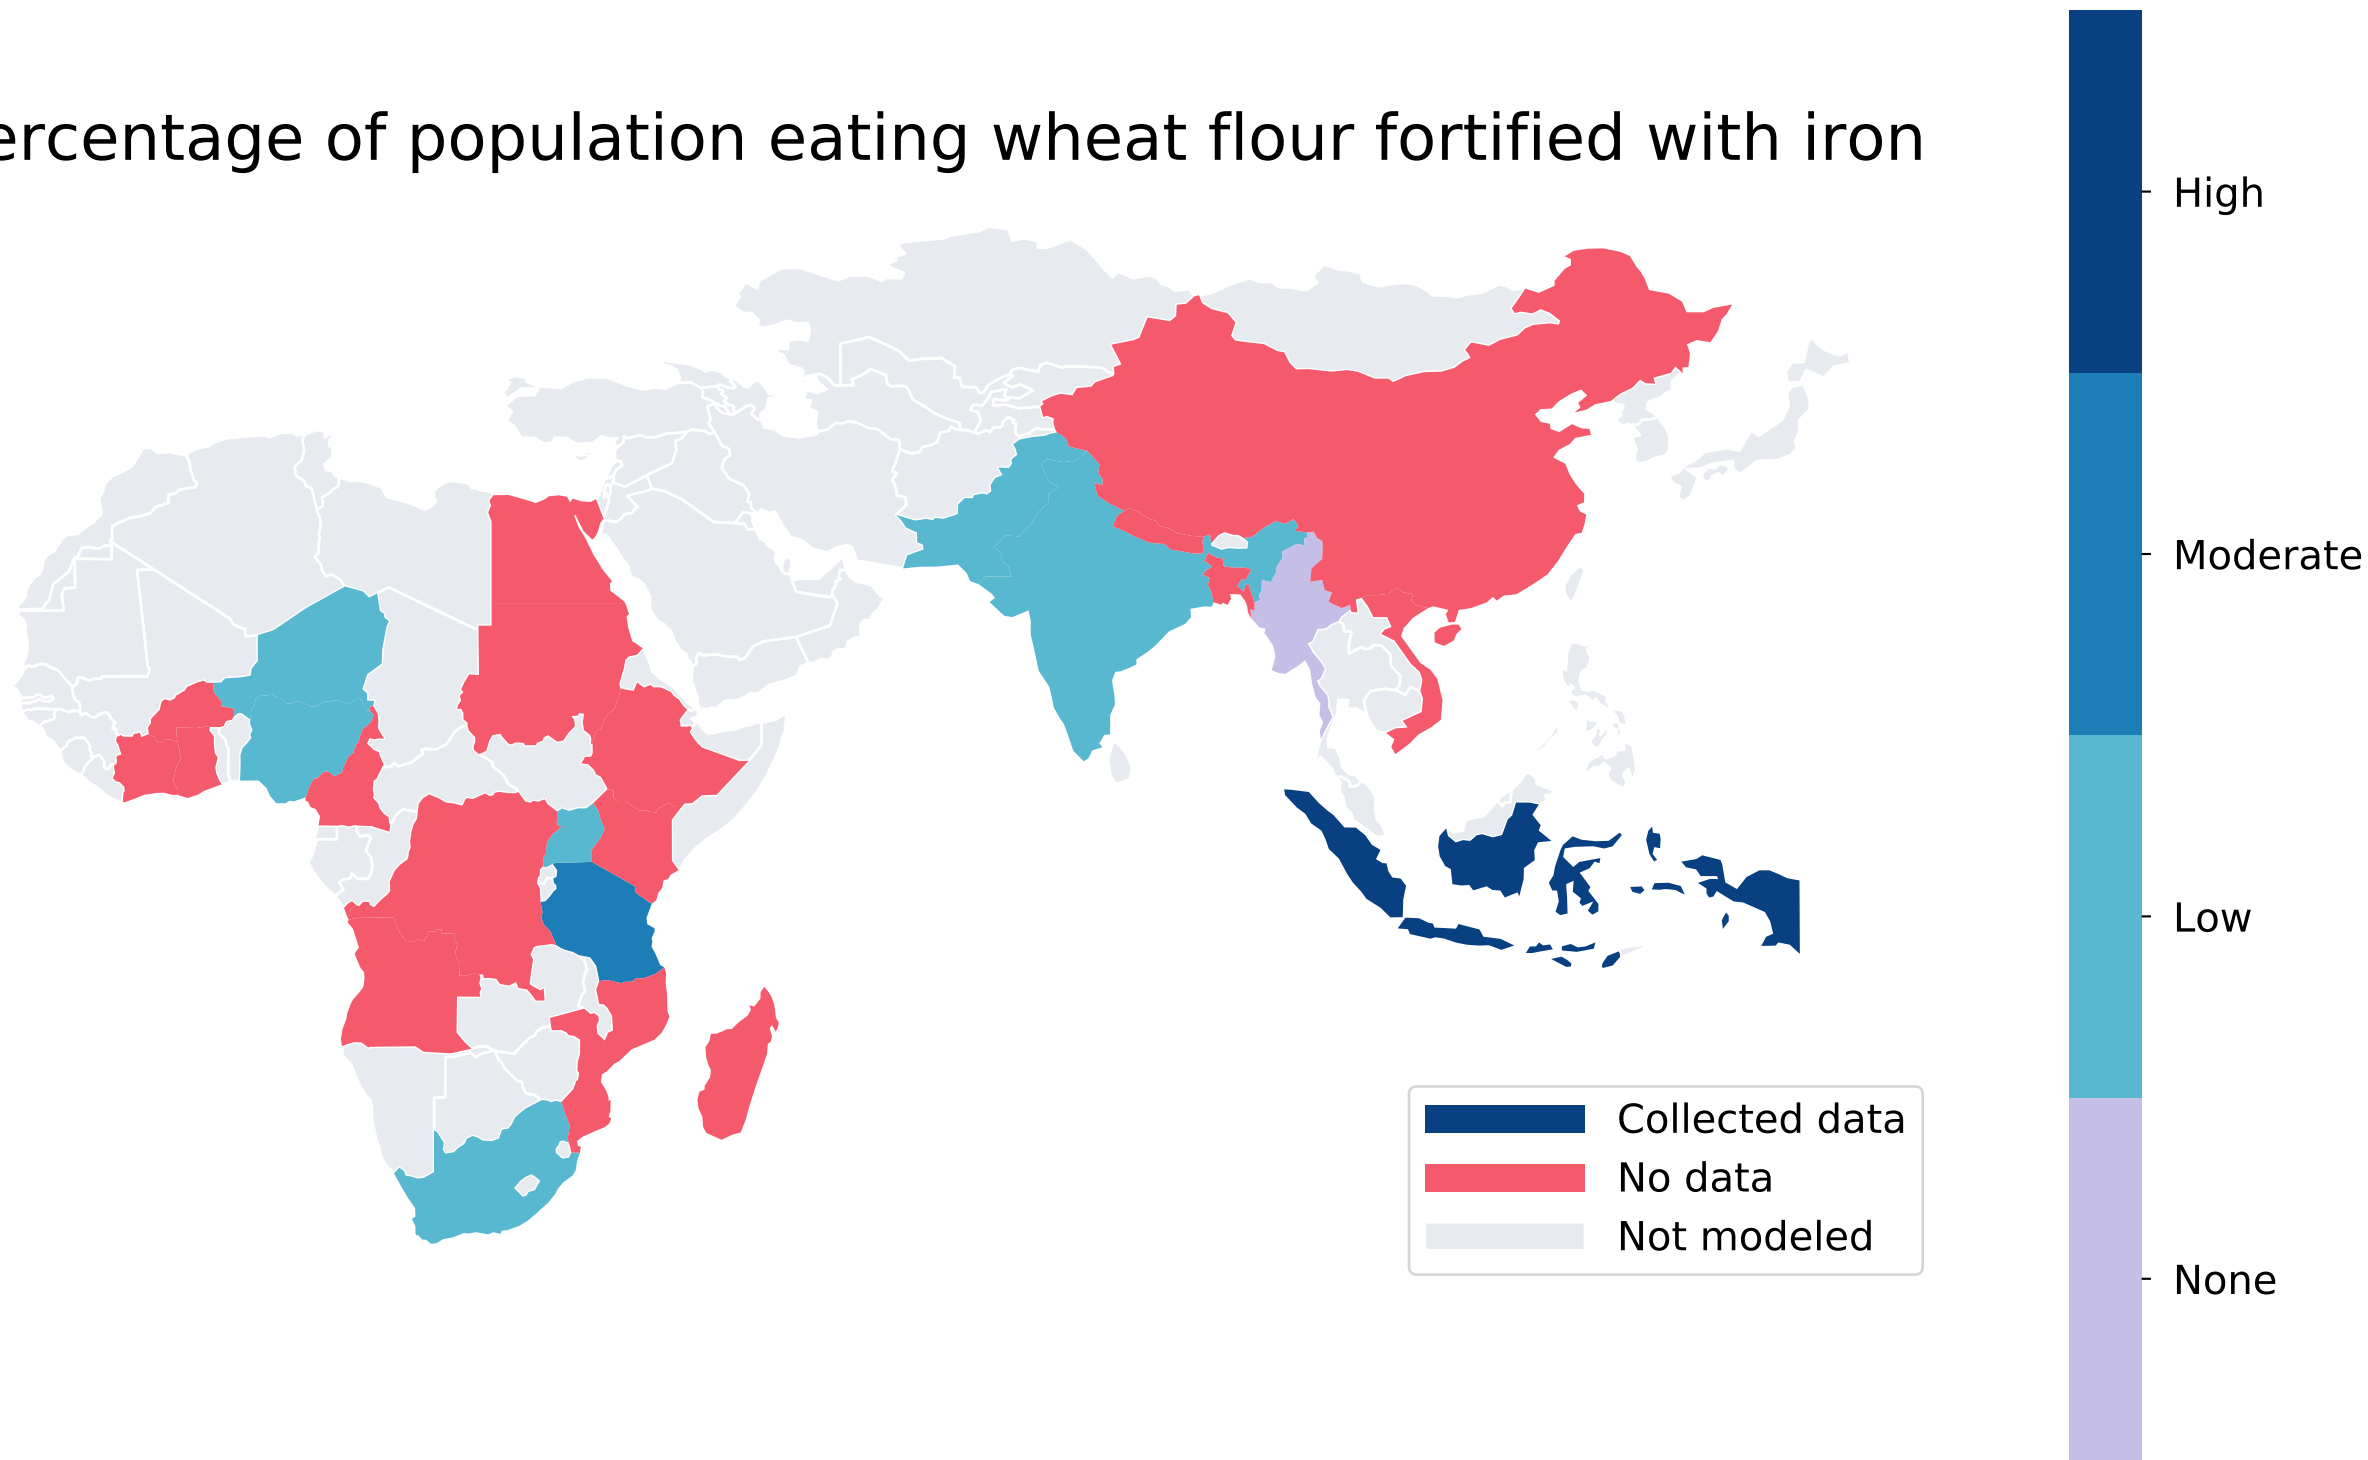 ercentage of population eating wheat flour fortified with iron
High
Moderate
Low
None
Collected data
No data
Not modeled